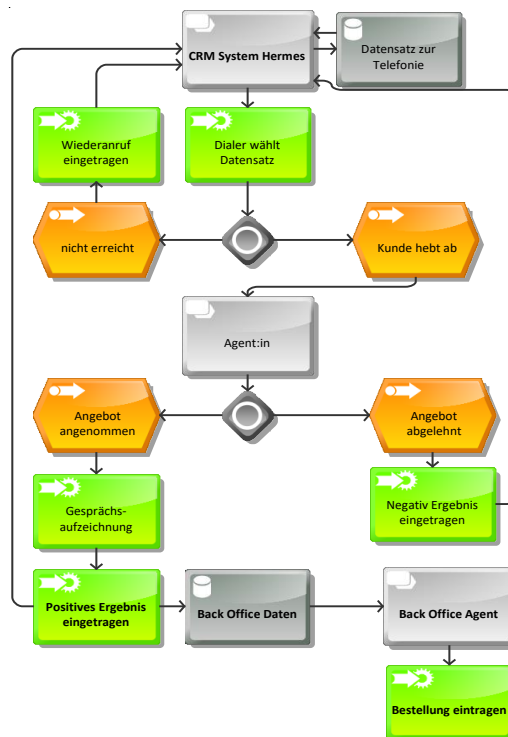 CRM System Hermes
Datensatz zur
Telefonie
Wiederanruf
eingetragen
Dialer wählt
Datensatz
nicht erreicht
Kunde hebt ab
Agent:in
Angebot
angenommen
Angebot
abgelehnt
Gesprächs-
aufzeichnung
Negativ Ergebnis
eingetragen
Positives Ergebnis
eingetragen
Back Office Daten
Back Office Agent
Bestellung eintragen